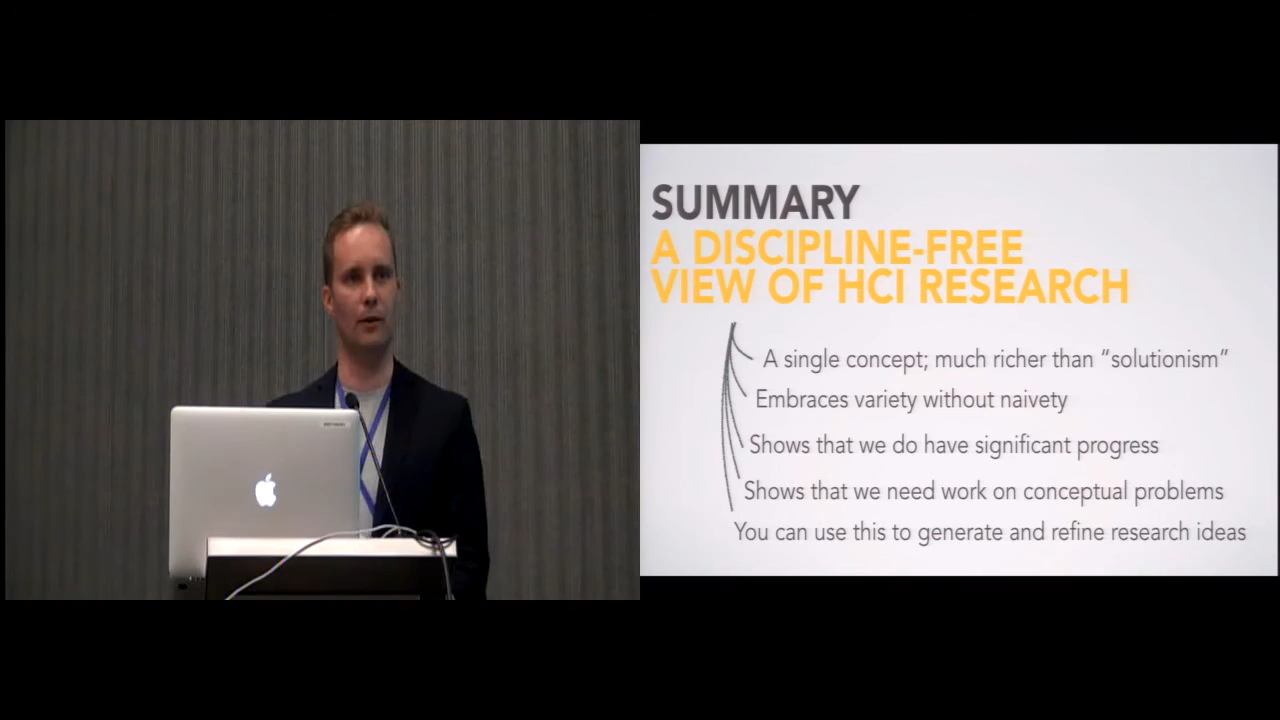 SUMMARY
A DISCIPLINE-FREE
VIEW OF HCI RESEARCH
A single concept; much richer than “solutionism”
Embraces variety without naivety
Shows that we do have significant progress
Shows that we need work on conceptual problems
You can use this to generate and refine research ideas